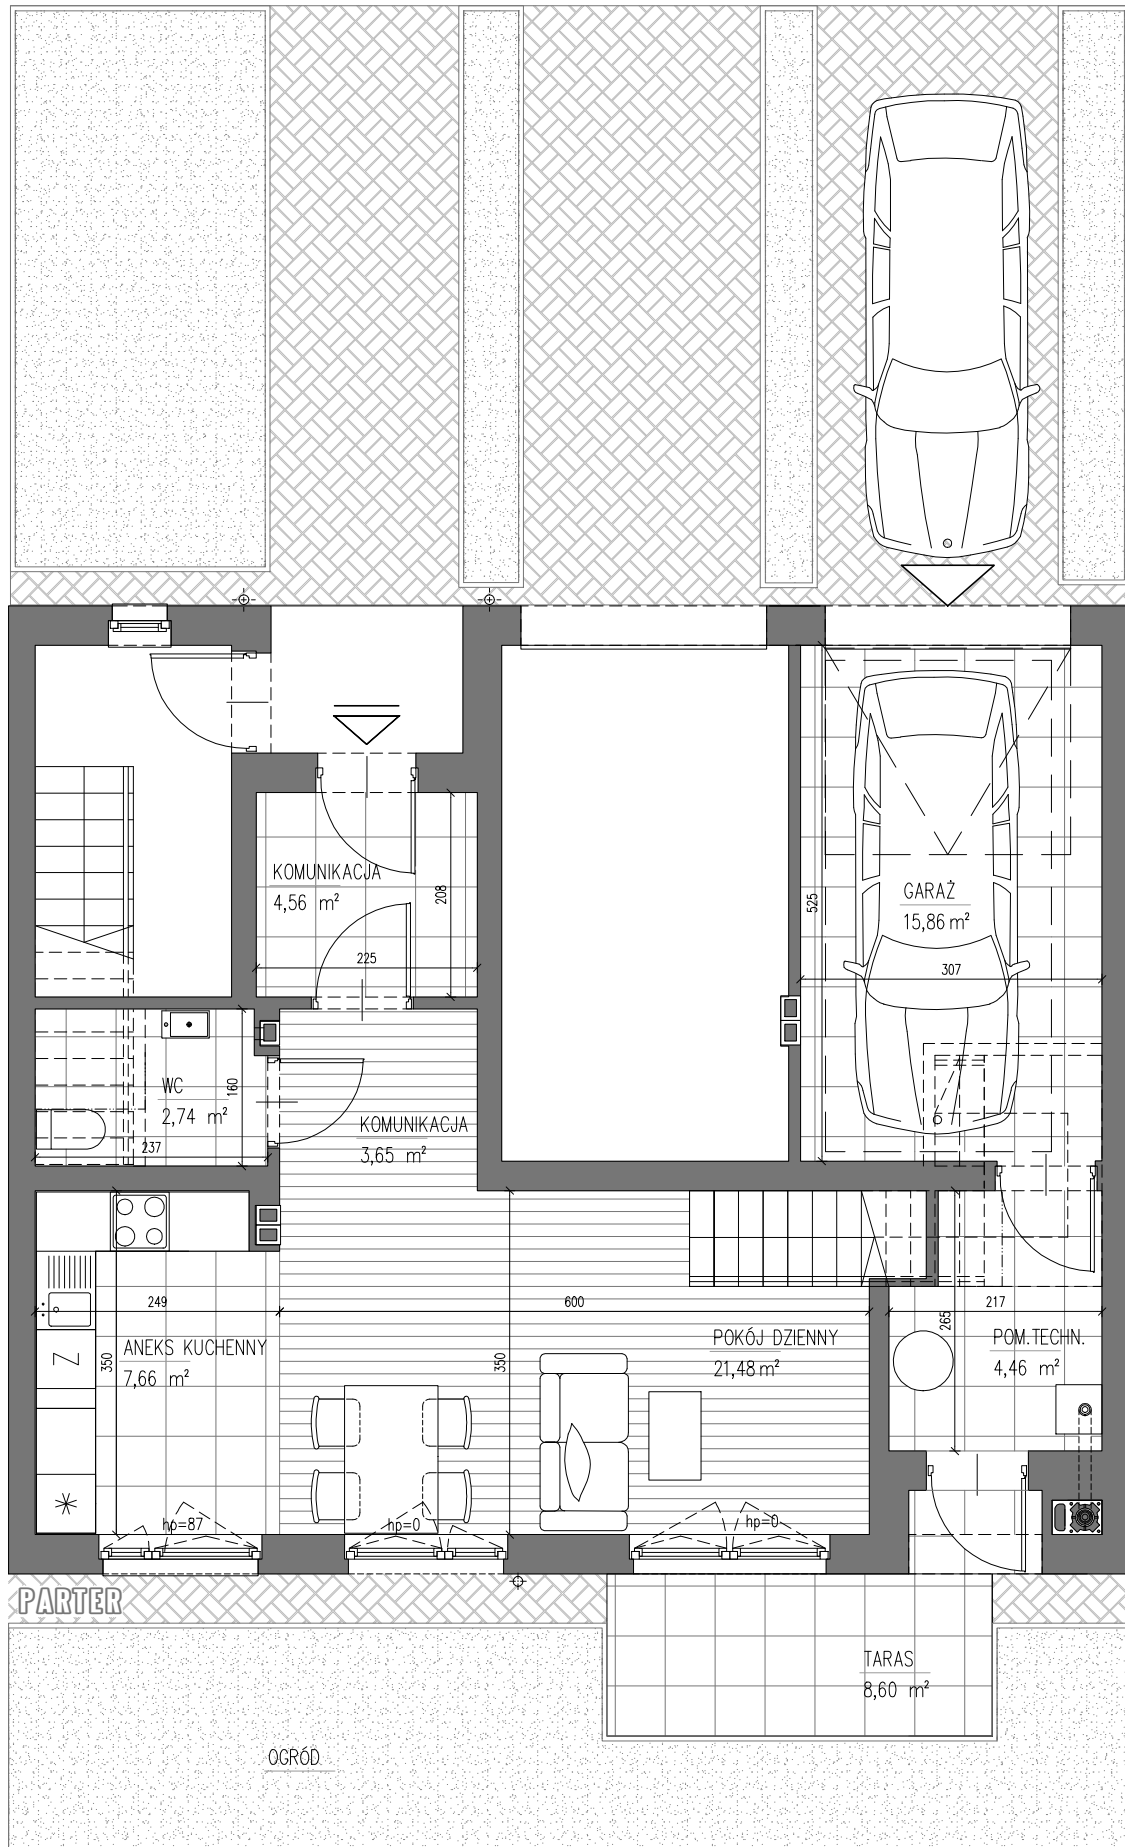 KOMUNIKACJA
4,56 m²
208
225
GARAŻ
15,86 m²
525
307
WC
2,74 m²
160
237
KOMUNIKACJA
3,65 m²
249
600
217
265
350
350
ANEKS KUCHENNY
7,66 m²
Z
POKÓJ DZIENNY
21,48 m²
POM.TECHN.
4,46 m²
hp=87
hp=0
hp=0
PARTER
TARAS
8,60 m²
OGRÓD